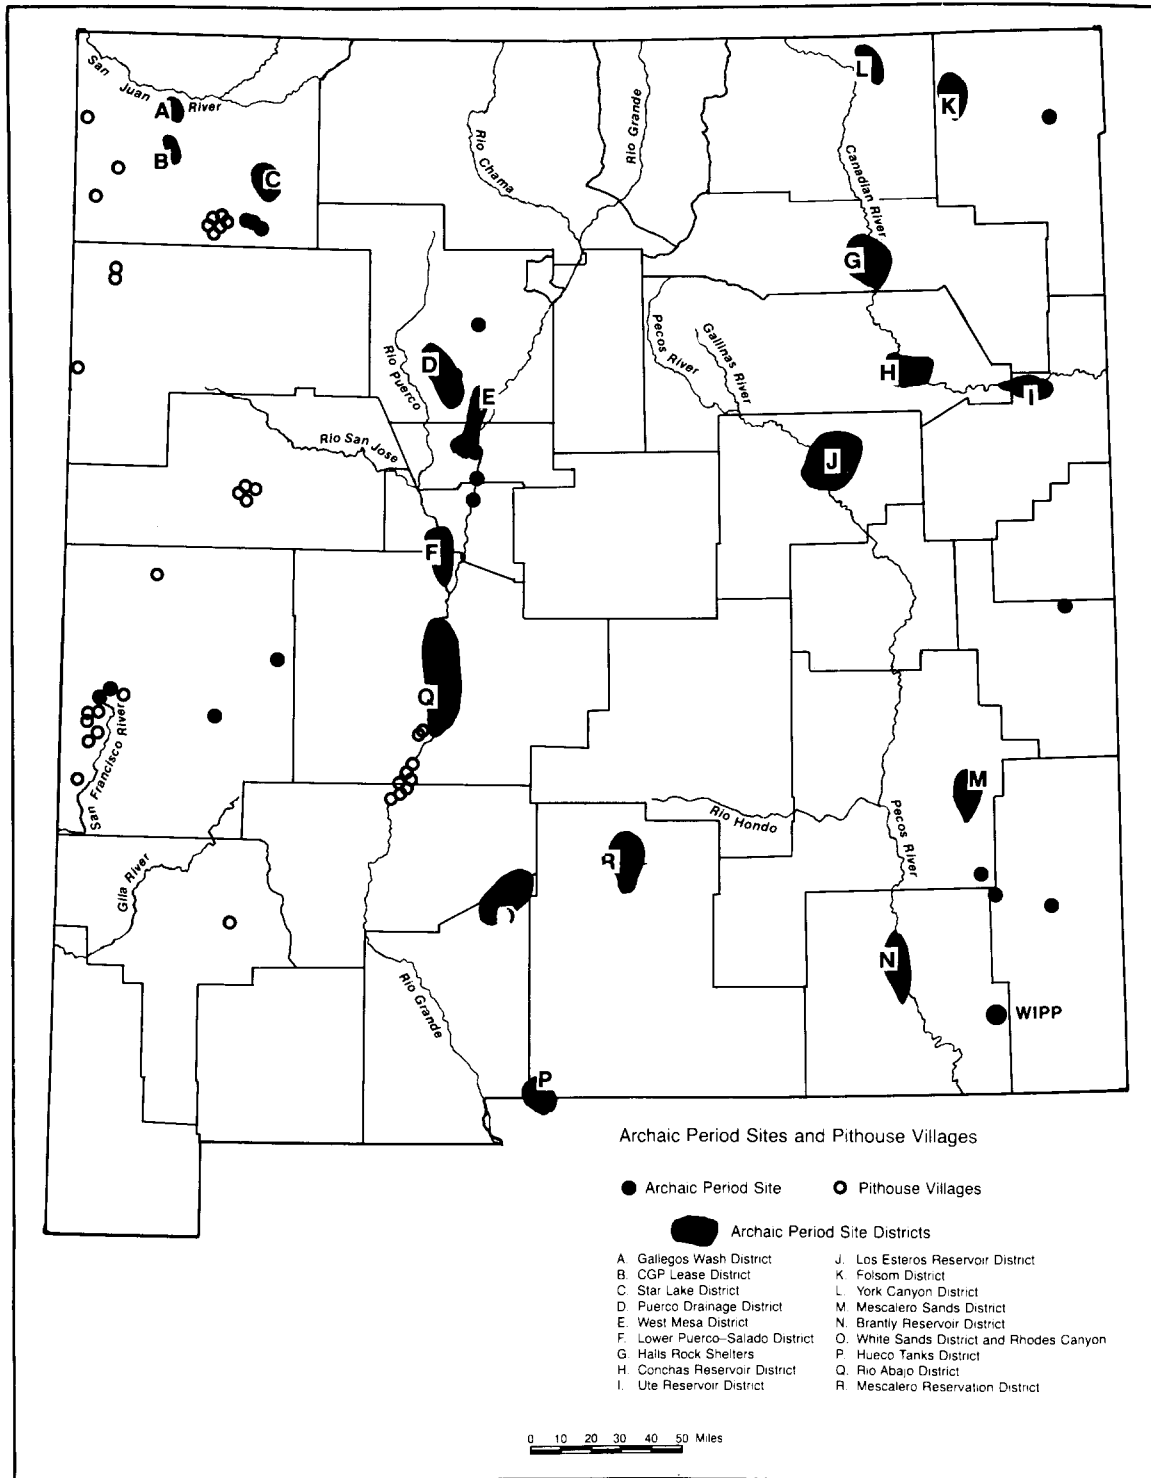 San Juan River
A
B
C
Rio Chama
Rio Grande
L
K
Canadian River
G
Pecos River
Gallinas River
D
Rio Puerco
E
H
I
Rio San Jose
J
F
Q
San Francisco River
M
Rio Hondo
Pecos River
R
Gila River
N
Rio Grande
WIPP
P
Archaic Period Sites and Pithouse Villages
Archaic Period Site
Pithouse Villages
Archaic Period Site Districts
A. Gallegos Wash District
B. CGP Lease District
C. Star Lake District
D. Puerco Drainage District
E. West Mesa District
F. Lower Puerco–Salado District
G. Halls Rock Shelters
H. Conchas Reservoir District
I. Ute Reservoir District
J. Los Esteros Reservoir District
K. Folsom District
L. York Canyon District
M. Mescalero Sands District
N. Brantly Reservoir District
O. White Sands District and Rhodes Canyon
P. Hueco Tanks District
Q. Rio Abajo District
R. Mescalero Reservation District
0 10 20 30 40 50 Miles